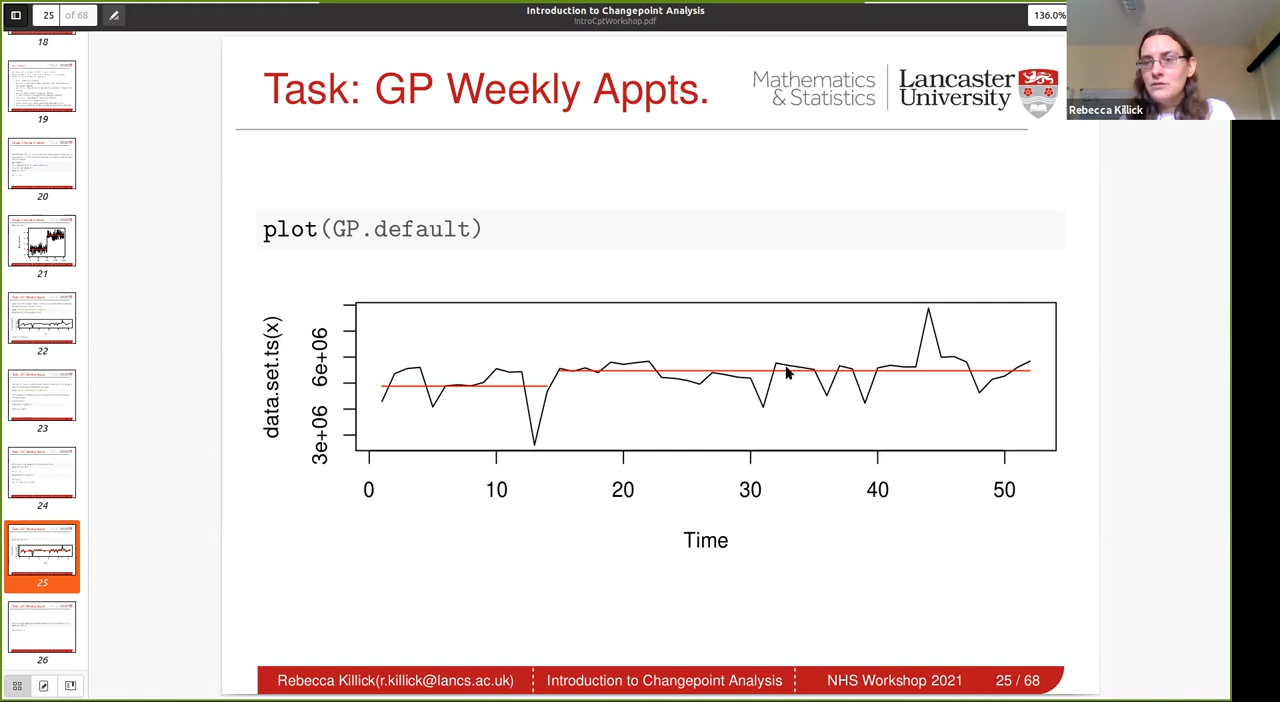 25 of 68
Introduction to Changepoint Analysis
IntroCptWorkshop.pdf
136.0%
Rebecca Killick
18
19
20
21
22
23
24
25
26
Task: GP Weekly Appts.
Mathematics
& Statistics
Lancaster
University
plot(GP.default)
data.set.ts(x)
6e+06
3e+06
0 10 20 30 40 50
Time
Rebecca Killick(r.killick@lancs.ac.uk) Introduction to Changepoint Analysis NHS Workshop 2021 25 / 68